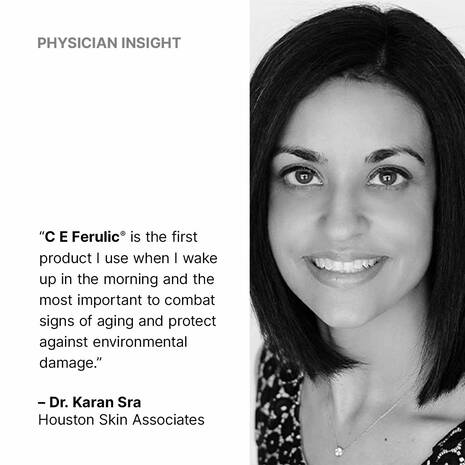 PHYSICIAN INSIGHT
“C E Ferulic® is the first
product I use when I wake
up in the morning and the
most important to combat
signs of aging and protect
against environmental
damage.”
– Dr. Karan Sra
Houston Skin Associates